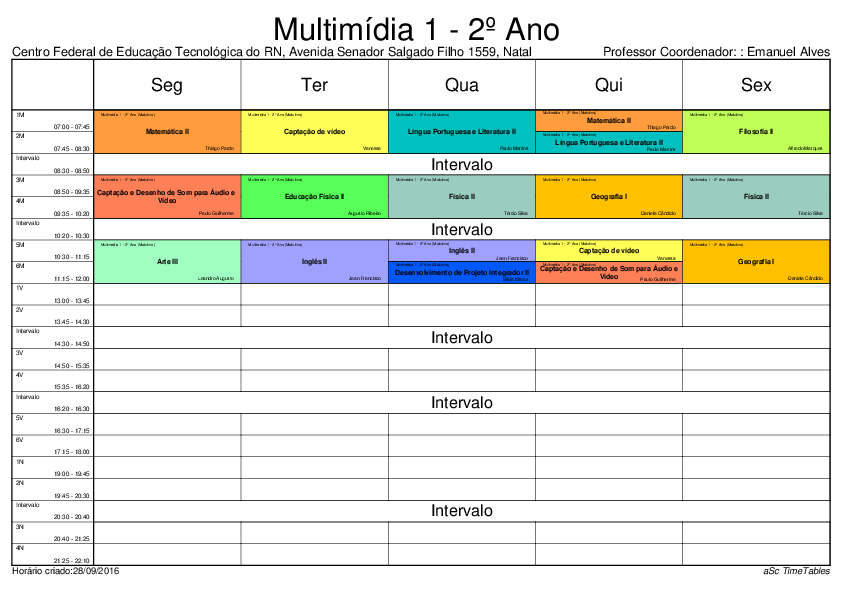 Multimídia 1 - 2º Ano
Centro Federal de Educação Tecnológica do RN, Avenida Senador Salgado Filho 1559, Natal
Professor Coordenador: : Emanuel Alves
Seg Ter Qua Qui Sex
1M
07:00 - 07:45
2M
07:45 - 08:30
Multimídia 1 - 2º Ano (Matutino)
Matemática II
Thiago Pardo
Multimídia 1 - 2º Ano (Matutino)
Captação de vídeo
Vanessa
Multimídia 1 - 2º Ano (Matutino)
Língua Portuguesa e Literatura II
Paulo Martins
Multimídia 1 - 2º Ano (Matutino)
Matemática II
Thiago Pardo
Multimídia 1 - 2º Ano (Matutino)
Língua Portuguesa e Literatura II
Paulo Martins
Multimídia 1 - 2º Ano (Matutino)
Filosofia II
Alfredo Marques
Intervalo
08:30 - 08:50
Intervalo
3M
08:50 - 09:35
4M
09:35 - 10:20
Multimídia 1 - 2º Ano (Matutino)
Captação e Desenho de Som para Áudio e
Vídeo
Paulo Guilherme
Multimídia 1 - 2º Ano (Matutino)
Educação Física II
Augusto Ribeiro
Multimídia 1 - 2º Ano (Matutino)
Física II
Tércio Silva
Multimídia 1 - 2º Ano (Matutino)
Geografia I
Daniela Cândido
Multimídia 1 - 2º Ano (Matutino)
Física II
Tércio Silva
Intervalo
10:20 - 10:30
Intervalo
5M
10:30 - 11:15
6M
11:15 - 12:00
Multimídia 1 - 2º Ano (Matutino)
Arte III
Leandro Augusto
Multimídia 1 - 2º Ano (Matutino)
Inglês II
Jean Francisco
Multimídia 1 - 2º Ano (Matutino)
Inglês II
Jean Francisco
Multimídia 1 - 2º Ano (Matutino)
Desenvolvimento de Projeto Integrador II
Multimídia 1 - 2º Ano (Matutino)
Captação de vídeo
Vanessa
Multimídia 1 - 2º Ano (Matutino)
Captação e Desenho de Som para Áudio e
Vídeo
Paulo Guilherme
Multimídia 1 - 2º Ano (Matutino)
Geografia I
Daniela Cândido
1V
13:00 - 13:45
2V
13:45 - 14:30
Intervalo
14:30 - 14:50
Intervalo
3V
14:50 - 15:35
4V
15:35 - 16:20
Intervalo
16:20 - 16:30
Intervalo
5V
16:30 - 17:15
6V
17:15 - 18:00
1N
19:00 - 19:45
2N
19:45 - 20:30
Intervalo
20:30 - 20:40
Intervalo
3N
20:40 - 21:25
4N
21:25 - 22:10
Horário criado:28/09/2016
aSc TimeTables